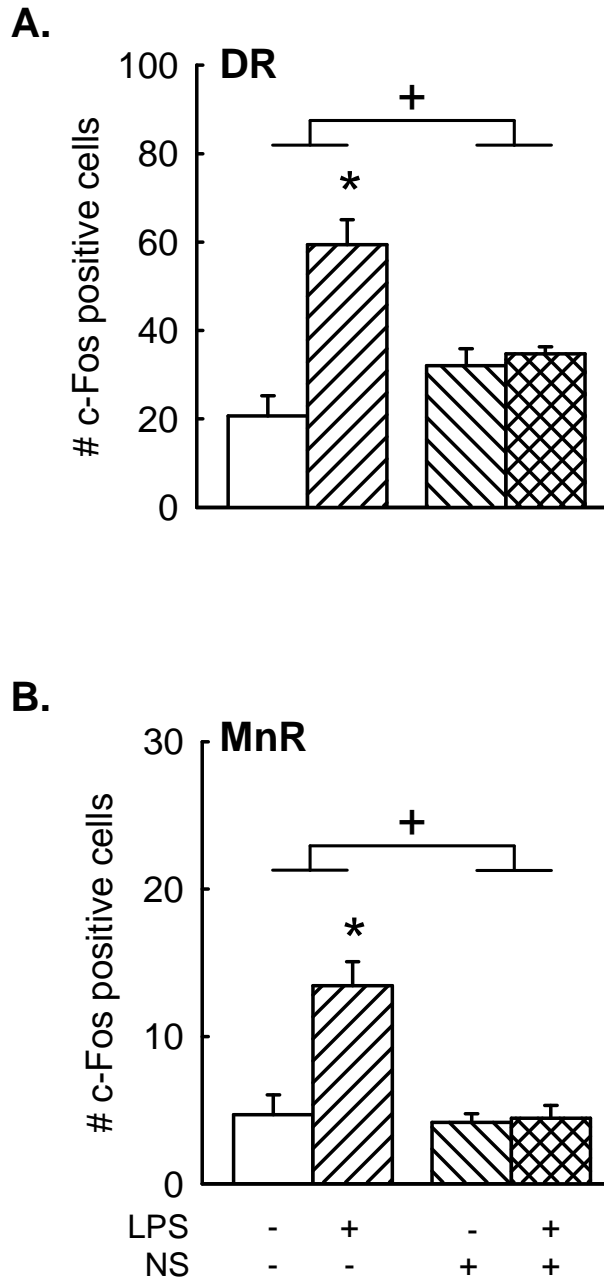 A.
DR
100
80
60
40
20
0
# c-Fos positive cells
+
*
B.
MnR
30
20
10
0
# c-Fos positive cells
+
*
LPS - + - +
NS - - + +